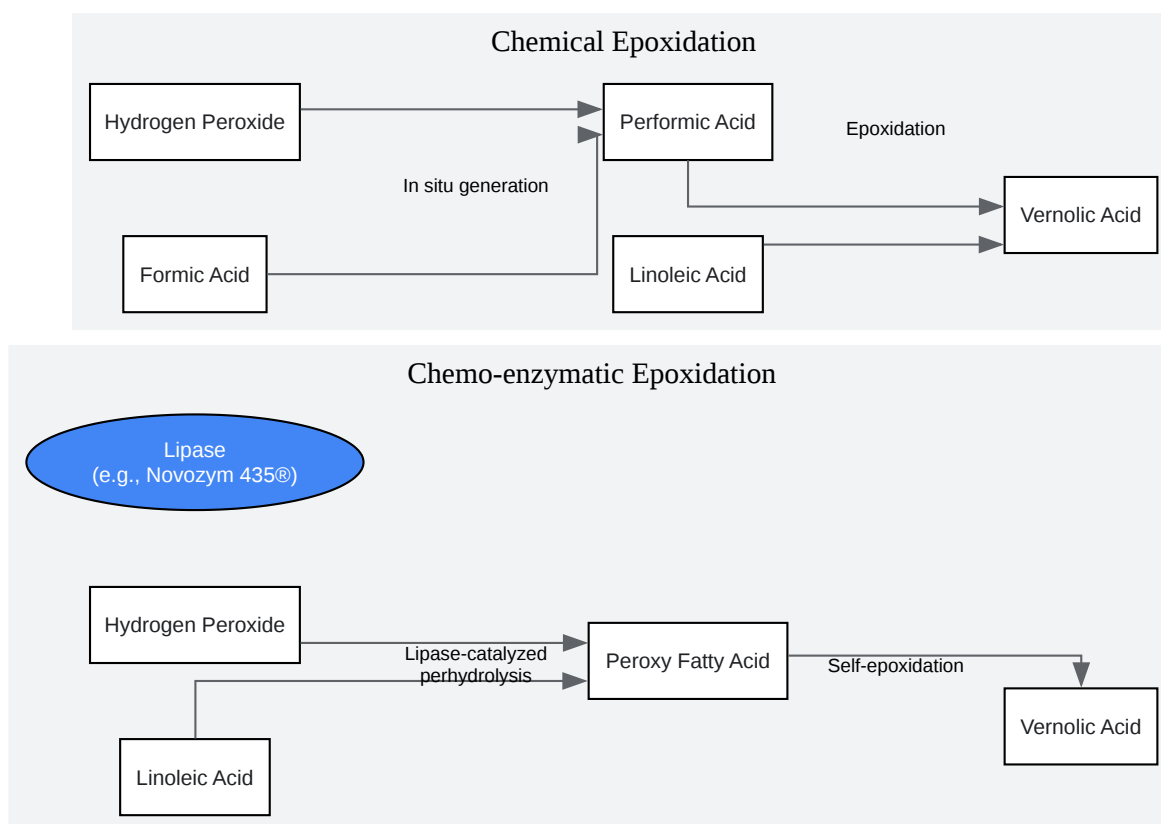 Chemical Epoxidation
Hydrogen Peroxide
Performic Acid
Epoxidation
In situ generation
Vernolic Acid
Formic Acid
Linoleic Acid
Chemo-enzymatic Epoxidation
Lipase
(e.g., Novozym 435®)
Hydrogen Peroxide
Lipase-catalyzed
perhydrolysis
Peroxy Fatty Acid
Self-epoxidation
Vernolic Acid
Linoleic Acid